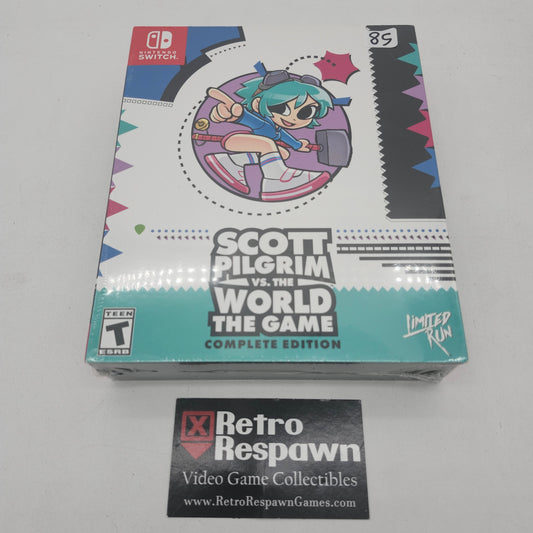 NINTENDO
SWITCH.
85
SCOTT
PILGRIM
VS. THE
WORLD
THE GAME
COMPLETE EDITION
TEEN
T
ESRB
LIMITED
RUN
X Retro
Respawn
Video Game Collectibles
www.RetroRespawnGames.com